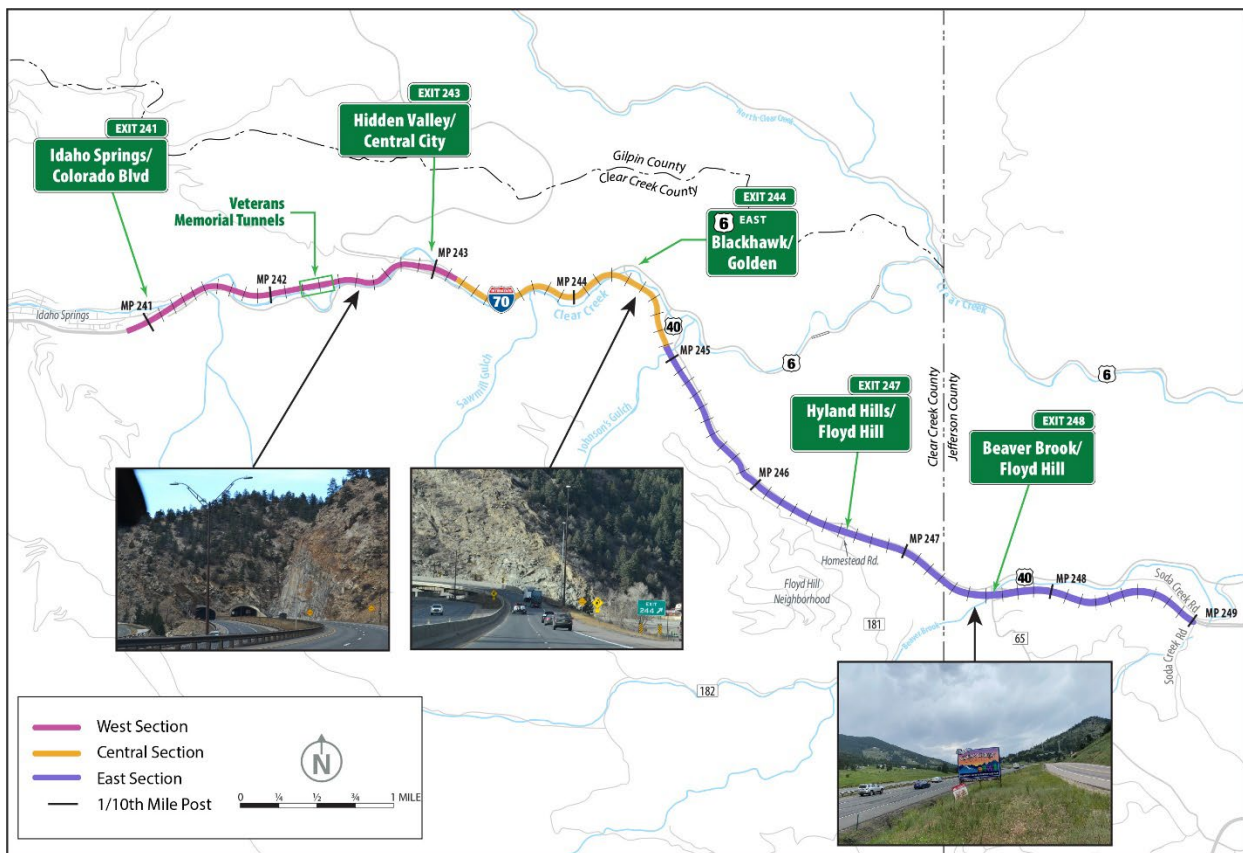 EXIT 241
Idaho Springs/
Colorado Blvd
EXIT 243
Hidden Valley/
Central City
Veterans
Memorial Tunnels
North Clear Creek
Gilpin County
Clear Creek County
EXIT 244
6 EAST
Blackhawk/
Golden
MP 243
MP 242
MP 241
MP 244
Idaho Springs
INTERSTATE
70
Clear Creek
Clear Creek
40
MP 245
6
6
Sawmill Gulch
Johnson's Gulch
EXIT 247
Hyland Hills/
Floyd Hill
Clear Creek County
Jefferson County
EXIT 248
Beaver Brook/
Floyd Hill
MP 246
MP 247
Homestead Rd.
Floyd Hill
Neighborhood
40
MP 248
Soda Creek Rd
MP 249
Soda Creek Rd
181
Beaver Brook
65
182
EXIT
244
West Section
Central Section
East Section
1/10th Mile Post
N
0 ¼ ½ ¾ 1 MILE